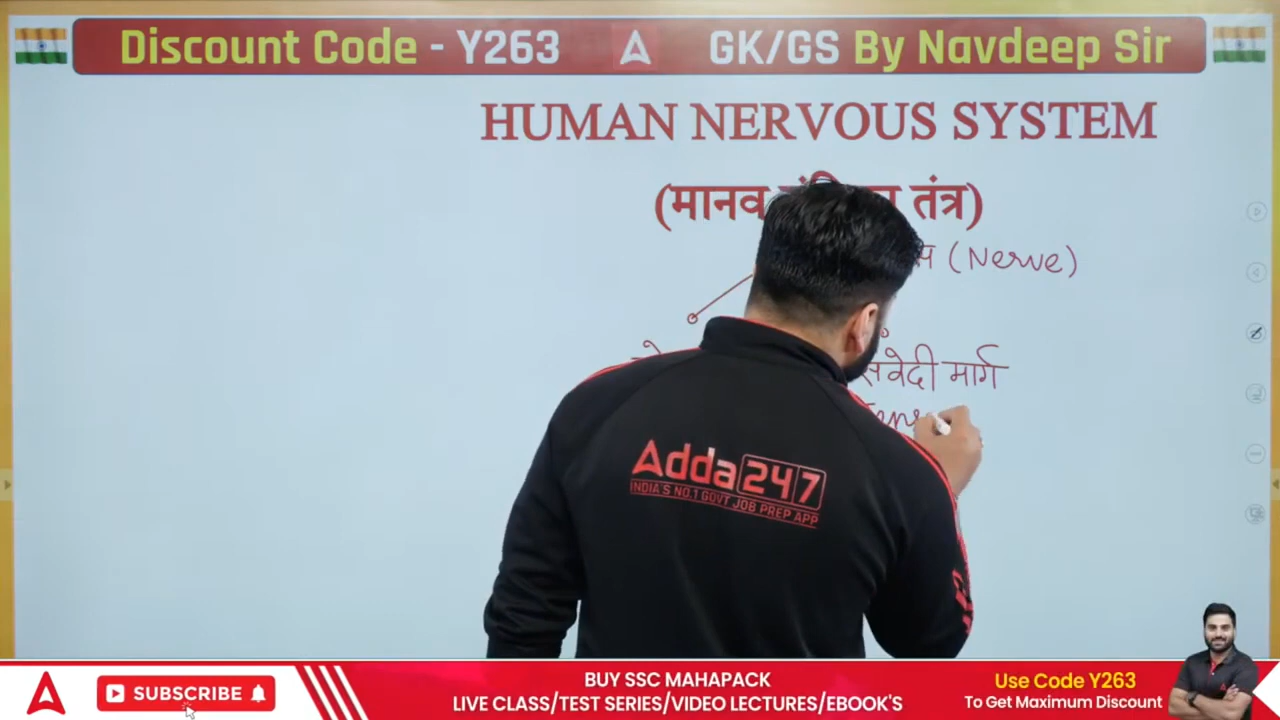 Discount Code - Y263 GK/GS By Navdeep Sir
HUMAN NERVOUS SYSTEM
(मानव तंत्र)
(Nerve)
संवेदी मार्ग
Adda247
INDIA'S NO.1 GOVT JOB PREP APP
SUBSCRIBE
BUY SSC MAHAPACK
LIVE CLASS/TEST SERIES/VIDEO LECTURES/EBOOK'S
Use Code Y263
To Get Maximum Discount